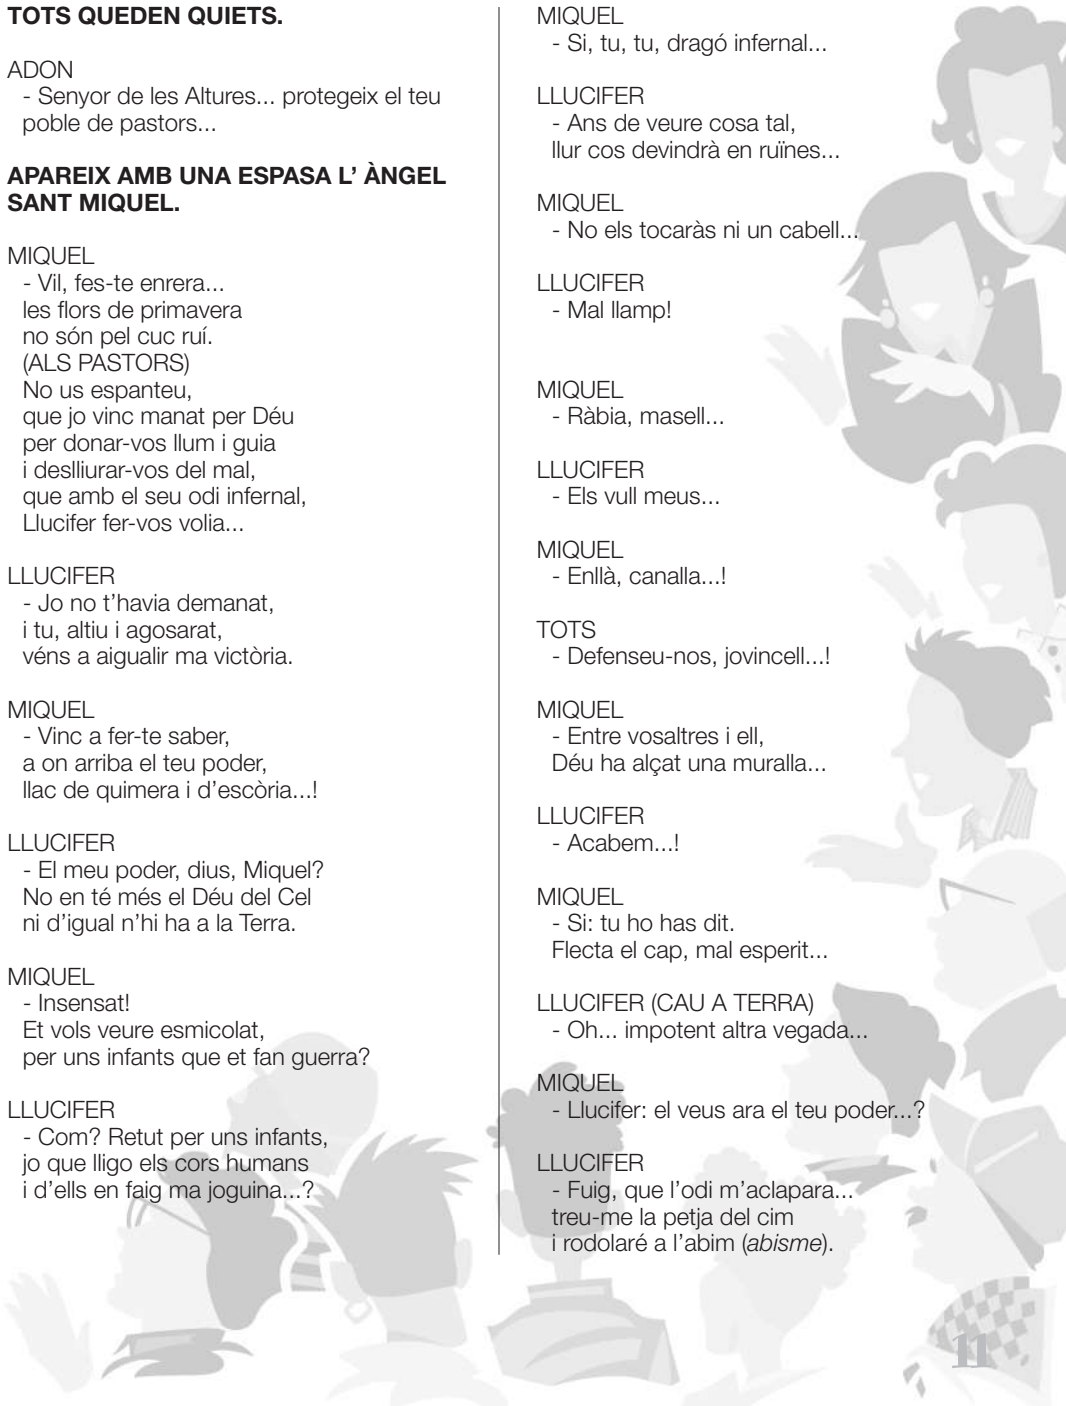 TOTS QUEDEN QUIETS.
ADON
- Senyor de les Altures... protegeix el teu
poble de pastors...
APAREIX AMB UNA ESPASA L' ÀNGEL
SANT MIQUEL.
MIQUEL
- Vil, fes-te enrera...
les flors de primavera
no són pel cuc ruí.
(ALS PASTORS)
No us espanteu,
que jo vinc manat per Déu
per donar-vos llum i guia
i deslliurar-vos del mal,
que amb el seu odi infernal,
Llucifer fer-vos volia...
LLUCIFER
- Jo no t'havia demanat,
i tu, altiu i agosarat,
véns a aigualir ma victòria.
MIQUEL
- Vinc a fer-te saber,
a on arriba el teu poder,
llac de quimera i d'escòria...!
LLUCIFER
- El meu poder, dius, Miquel?
No en té més el Déu del Cel
ni d'igual n'hi ha a la Terra.
MIQUEL
- Insensat!
Et vols veure esmicolat,
per uns infants que et fan guerra?
LLUCIFER
- Com? Retut per uns infants,
jo que lligo els cors humans
i d'ells en faig ma joguina...?
MIQUEL
- Si, tu, tu, dragó infernal...
LLUCIFER
- Ans de veure cosa tal,
llur cos devindrà en ruïnes...
MIQUEL
- No els tocaràs ni un cabell...
LLUCIFER
- Mal llamp!
MIQUEL
- Ràbia, masell...
LLUCIFER
- Els vull meus...
MIQUEL
- Enllà, canalla...!
TOTS
- Defenseu-nos, jovincell...!
MIQUEL
- Entre vosaltres i ell,
Déu ha alçat una muralla...
LLUCIFER
- Acabem...!
MIQUEL
- Si: tu ho has dit.
Flecta el cap, mal esperit...
LLUCIFER (CAU A TERRA)
- Oh... impotent altra vegada...
MIQUEL
- Llucifer: el veus ara el teu poder...?
LLUCIFER
- Fuig, que l'odi m'aclapara...
treu-me la petja del cim
i rodolaré a l'abim (abisme).
11